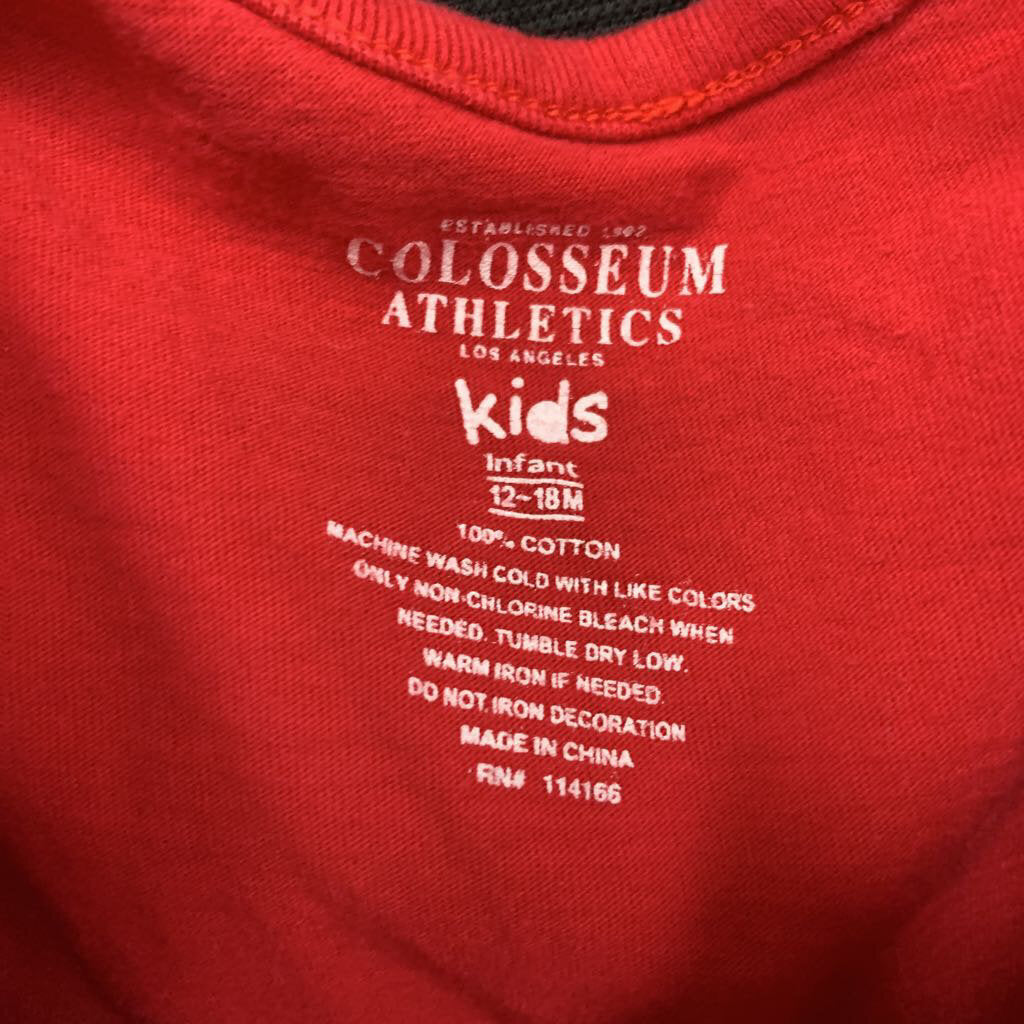 ESTABLISHED
COLOSSEUM
ATHLETICS
LOS ANGELES
kids
Infant
12-18M
100% COTTON
MACHINE WASH COLD WITH LIKE COLORS
ONLY NON-CHLORINE BLEACH WHEN
NEEDED. TUMBLE DRY LOW.
WARM IRON IF NEEDED.
DO NOT IRON DECORATION
MADE IN CHINA
RN# 114166